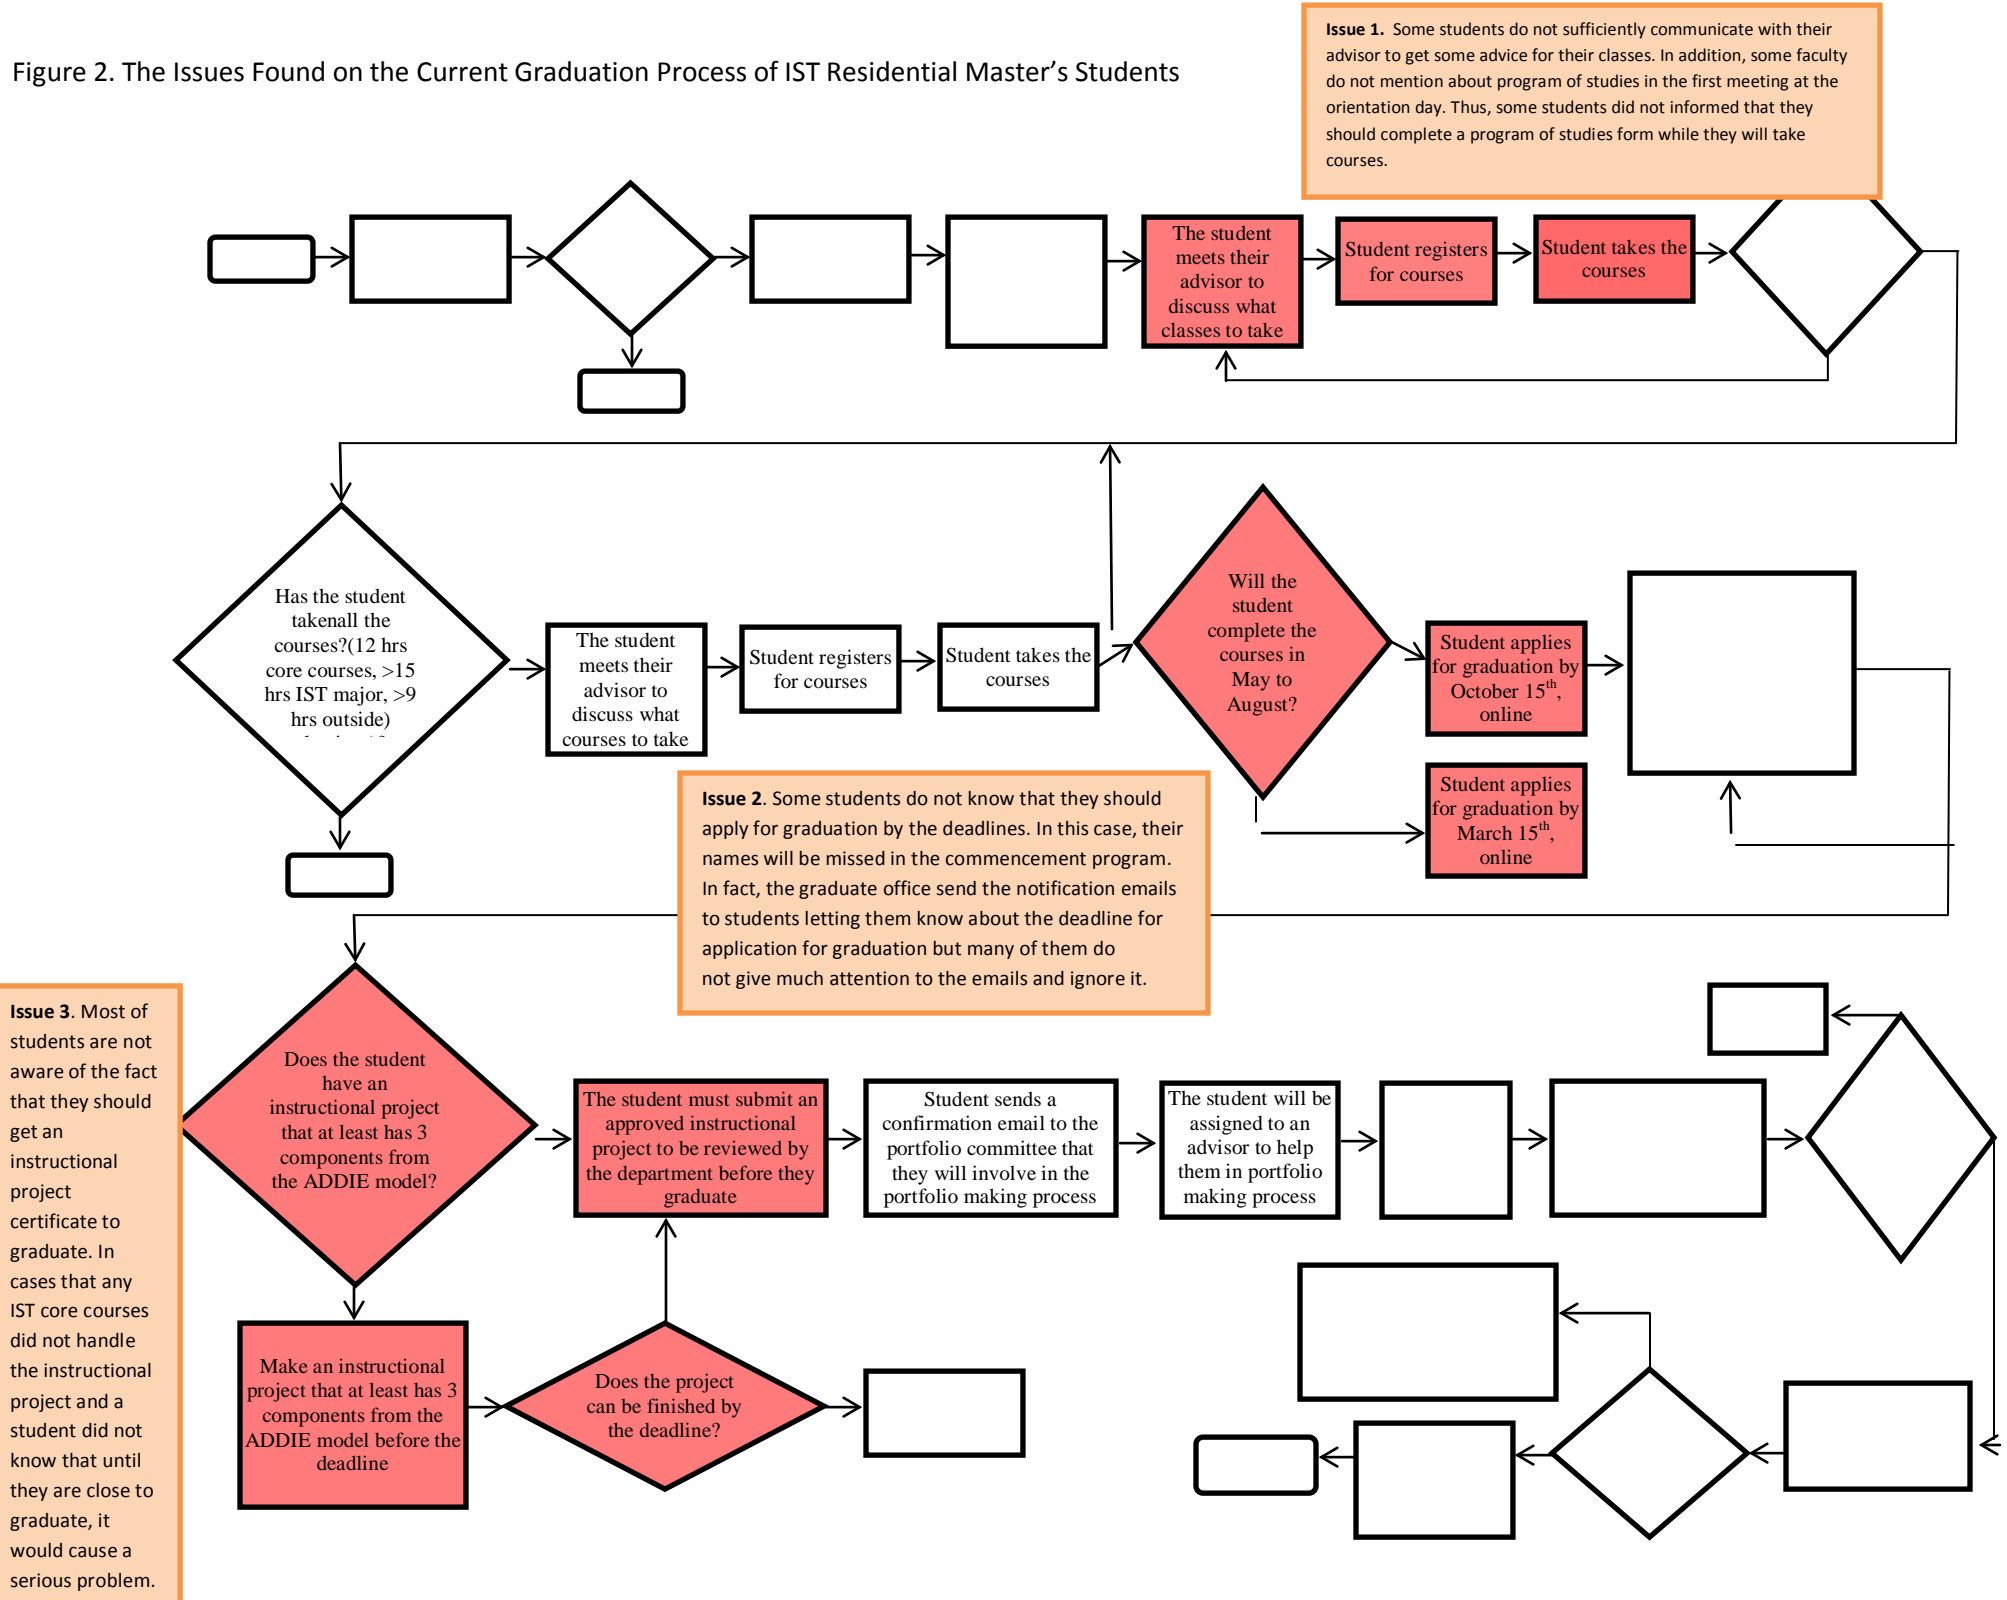 Figure 2. The Issues Found on the Current Graduation Process of IST Residential Master's Students
Issue 1.  Some students do not sufficiently communicate with their
advisor to get some advice for their classes. In addition, some faculty
do not mention about program of studies in the first meeting at the
orientation day. Thus, some students did not informed that they
should complete a program of studies form while they will take
courses.
The student
meets their
advisor to
discuss what
classes to take
Student registers
for courses
Student takes the
courses
Has the student
takenall the
courses?(12 hrs
core courses, >15
hrs IST major, >9
hrs outside)
The student
meets their
advisor to
discuss what
courses to take
Student registers
for courses
Student takes the
courses
Will the
student
complete the
courses in
May to
August?
Student applies
for graduation by
October 15th,
online
Student applies
for graduation by
March 15th,
online
Issue 2. Some students do not know that they should
apply for graduation by the deadlines. In this case, their
names will be missed in the commencement program.
In fact, the graduate office send the notification emails
to students letting them know about the deadline for
application for graduation but many of them do
not give much attention to the emails and ignore it.
Issue 3. Most of
students are not
aware of the fact
that they should
get an
instructional
project
certificate to
graduate. In
cases that any
IST core courses
did not handle
the instructional
project and a
student did not
know that until
they are close to
graduate, it
would cause a
serious problem.
Does the student
have an
instructional project
that at least has 3
components from
the ADDIE model?
The student must submit an
approved instructional
project to be reviewed by
the department before they
graduate
Student sends a
confirmation email to the
portfolio committee that
they will involve in the
portfolio making process
The student will be
assigned to an
advisor to help
them in portfolio
making process
Make an instructional
project that at least has 3
components from the
ADDIE model before the
deadline
Does the project
can be finished by
the deadline?